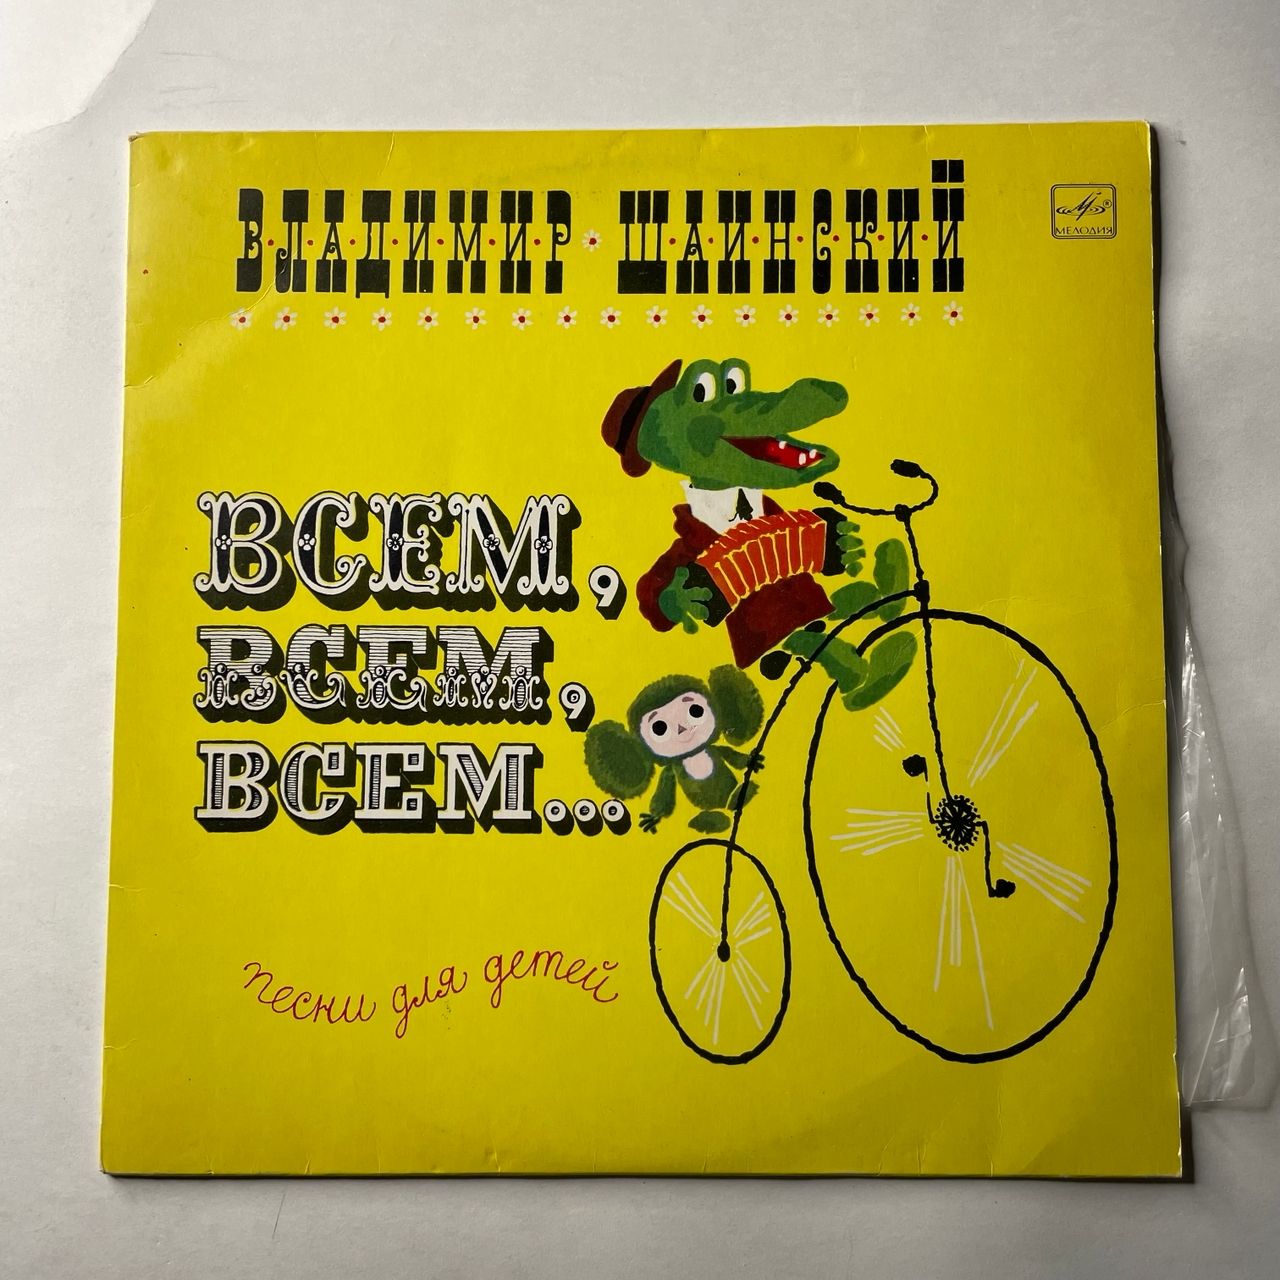 ВЛАДИМИР ШАИНСКИЙ
МЕЛОДИЯ
ВСЕМ,
ВСЕМ,
ВСЕМ...
песни для детей